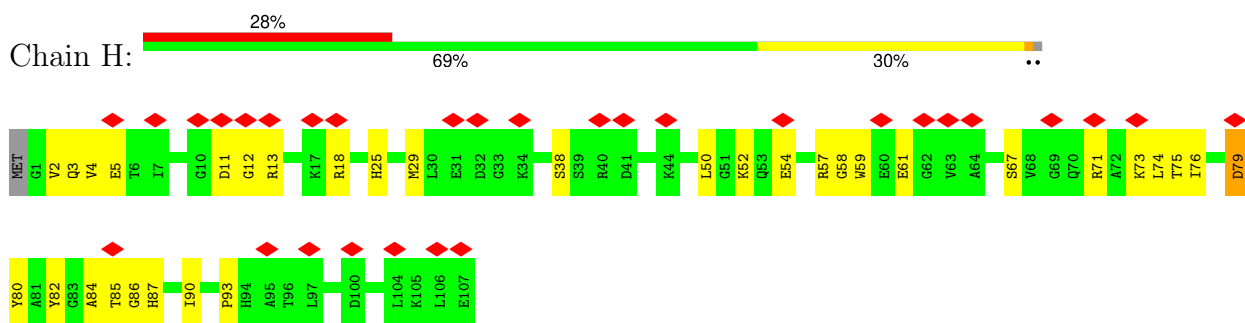 28%
Chain H:
69% 30% ••
MET G1 V2 Q3 V4 E5 T6 I7 G10 D11 G12 R13 K17 R18 H25 M29 L30 E31 D32 G33 K34 S38 S39 R40 D41 K44 L50 G51 K52 Q53 E54 R57 G58 W59 E60 E61 G62 V63 A64 S67 V68 G69 Q70 R71 A72 K73 L74 T75 I76 D79
Y80 A81 Y82 G83 A84 T85 G86 H87 I90 P93 H94 A95 T96 L97 D100 L104 K105 L106 E107